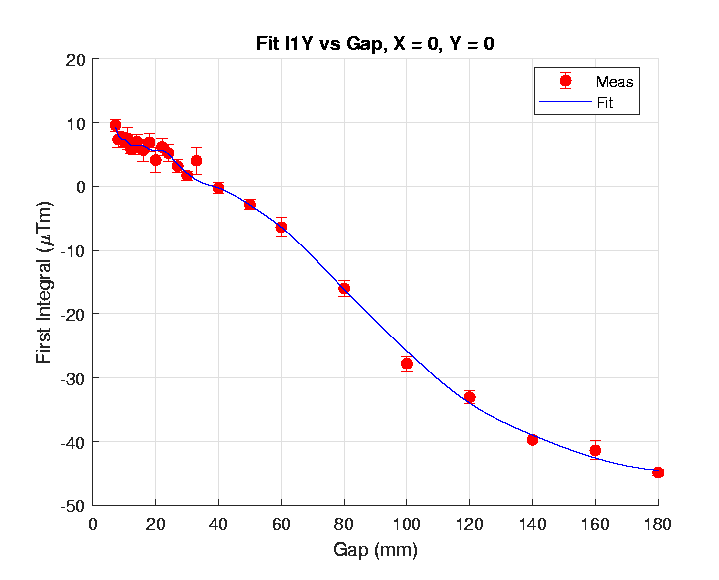 Fit I1Y vs Gap, X = 0, Y = 0
Meas
Fit
First Integral (μTm)
20
10
0
-10
-20
-30
-40
-50
0 20 40 60 80 100 120 140 160 180
Gap (mm)